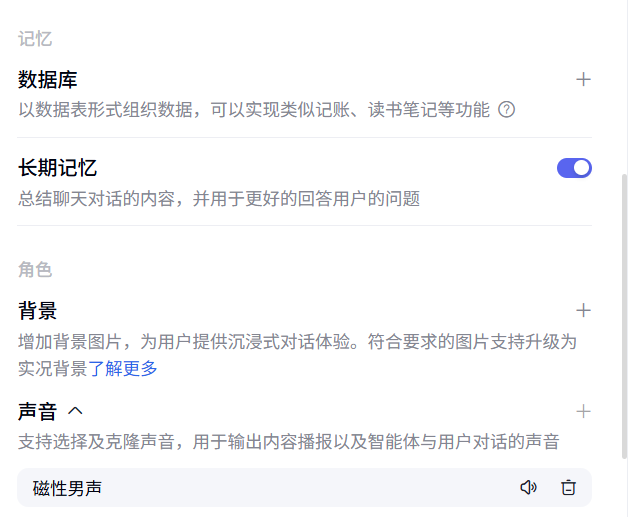 记忆
数据库
以数据表形式组织数据，可以实现类似记账、读书笔记等功能
长期记忆
总结聊天对话的内容，并用于更好的回答用户的问题
角色
背景
增加背景图片，为用户提供沉浸式对话体验。符合要求的图片支持升级为
实况背景了解更多
声音
支持选择及克隆声音，用于输出内容播报以及智能体与用户对话的声音
磁性男声